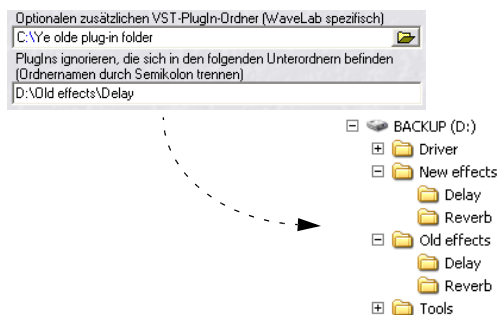 Optionalen zusätzlichen VST-PlugIn-Ordner (WaveLab spezifisch)
C:\Ye olde plug-in folder
PlugIns ignorieren, die sich in den folgenden Unterordnern befinden
(Ordnernamen durch Semikolon trennen)
D:\Old effects\Delay
BACKUP (D:)
Driver
New effects
Delay
Reverb
Old effects
Delay
Reverb
Tools